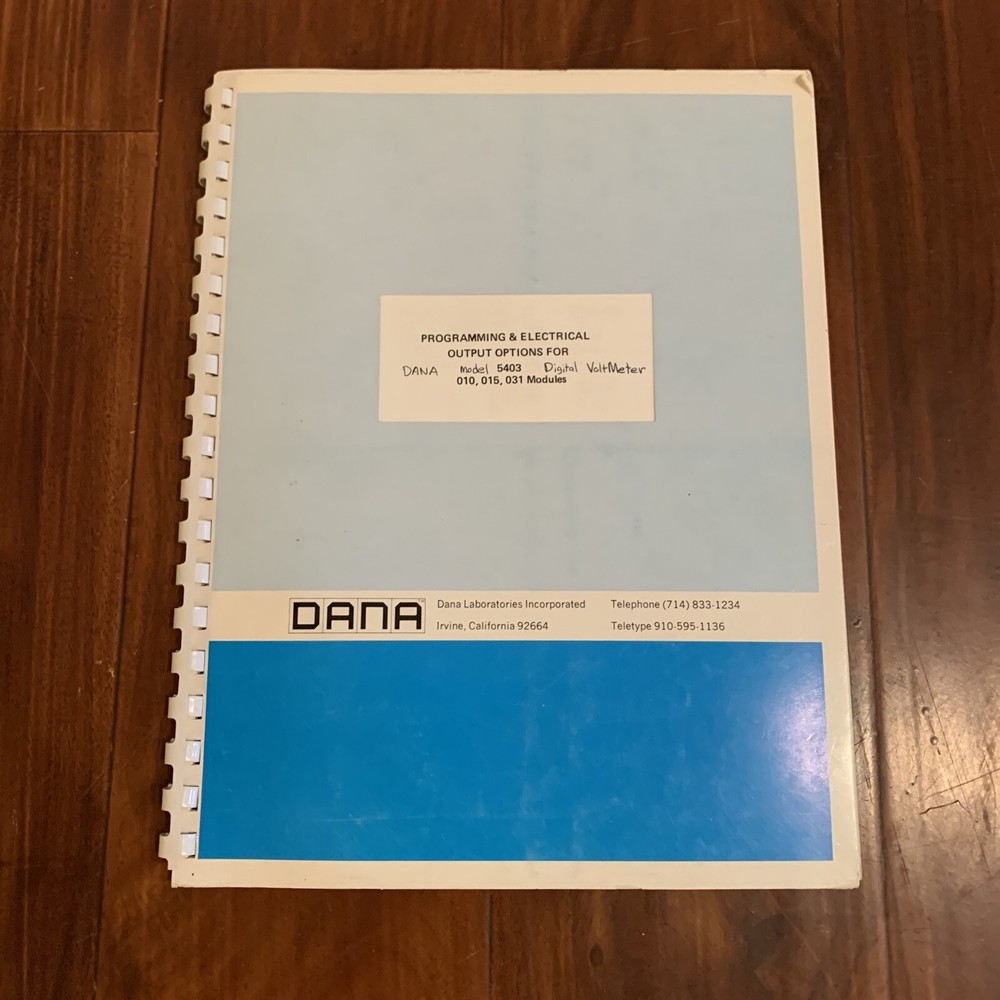 PROGRAMMING & ELECTRICAL
OUTPUT OPTIONS FOR
DANA Model 5403 Digital VoltMeter
010, 015, 031 Modules
DANA™
Dana Laboratories Incorporated Telephone (714) 833-1234
Irvine, California 92664 Teletype 910-595-1136